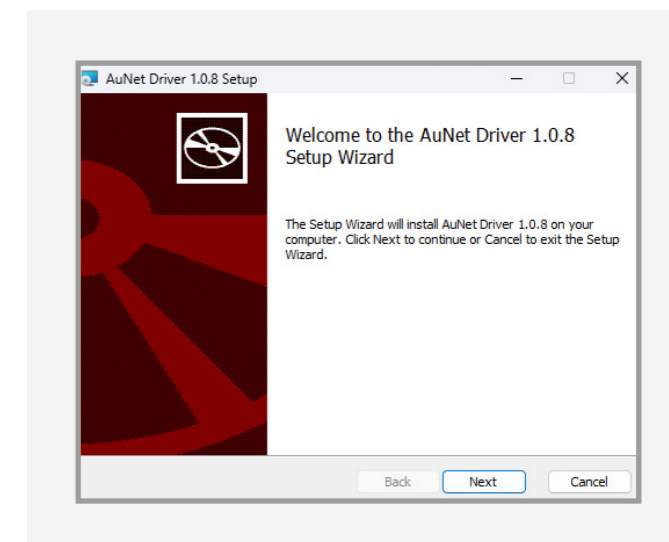 AuNet Driver 1.0.8 Setup
Welcome to the AuNet Driver 1.0.8
Setup Wizard
The Setup Wizard will install AuNet Driver 1.0.8 on your
computer. Click Next to continue or Cancel to exit the Setup
Wizard.
Back Next Cancel